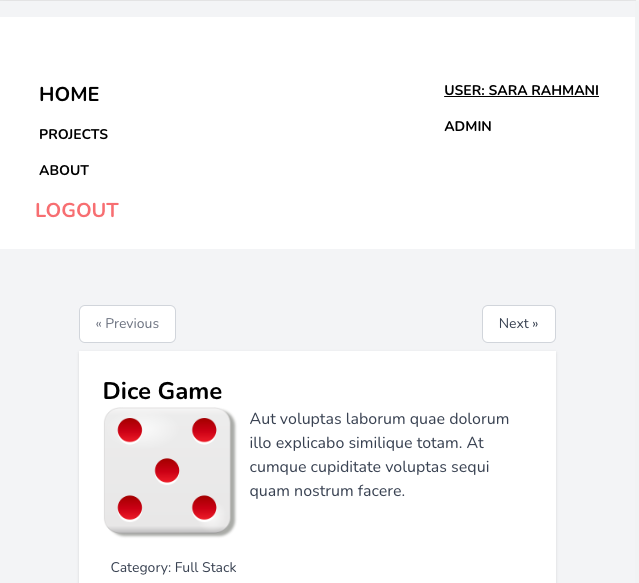 HOME
USER: SARA RAHMANI
PROJECTS
ADMIN
ABOUT
LOGOUT
« Previous
Next »
Dice Game
Aut voluptas laborum quae dolorum
illo explicabo similique totam. At
cumque cupiditate voluptas sequi
quam nostrum facere.
Category: Full Stack